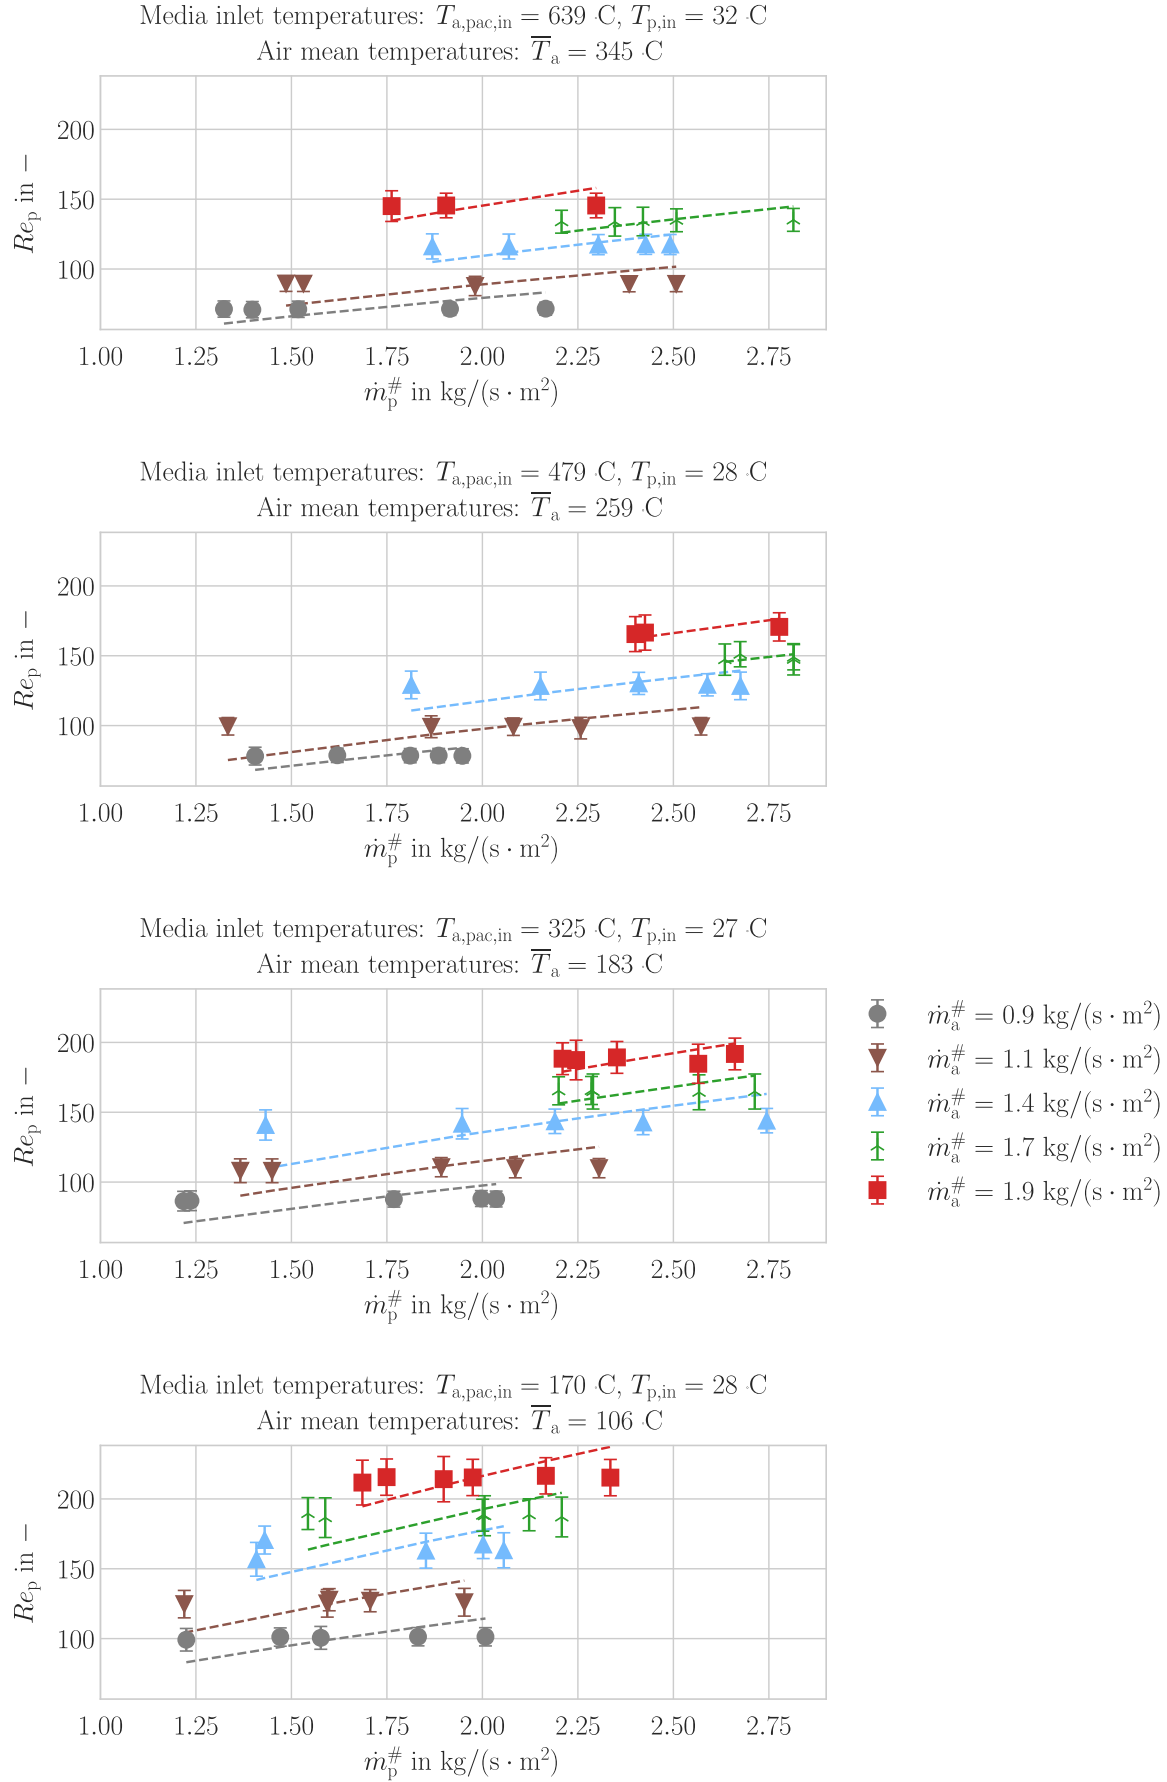 Media inlet temperatures: T_a,pac,in = 639 ·C, T_p,in = 32 ·C
Air mean temperatures: T̅_a = 345 ·C
200
150
100
Re_p in −
1.00 1.25 1.50 1.75 2.00 2.25 2.50 2.75
ṁ_p^# in kg/(s · m²)
Media inlet temperatures: T_a,pac,in = 479 ·C, T_p,in = 28 ·C
Air mean temperatures: T̅_a = 259 ·C
200
150
100
Re_p in −
1.00 1.25 1.50 1.75 2.00 2.25 2.50 2.75
ṁ_p^# in kg/(s · m²)
Media inlet temperatures: T_a,pac,in = 325 ·C, T_p,in = 27 ·C
Air mean temperatures: T̅_a = 183 ·C
200
150
100
Re_p in −
1.00 1.25 1.50 1.75 2.00 2.25 2.50 2.75
ṁ_p^# in kg/(s · m²)
ṁ_a^# = 0.9 kg/(s · m²)
ṁ_a^# = 1.1 kg/(s · m²)
ṁ_a^# = 1.4 kg/(s · m²)
ṁ_a^# = 1.7 kg/(s · m²)
ṁ_a^# = 1.9 kg/(s · m²)
Media inlet temperatures: T_a,pac,in = 170 ·C, T_p,in = 28 ·C
Air mean temperatures: T̅_a = 106 ·C
200
150
100
Re_p in −
1.00 1.25 1.50 1.75 2.00 2.25 2.50 2.75
ṁ_p^# in kg/(s · m²)